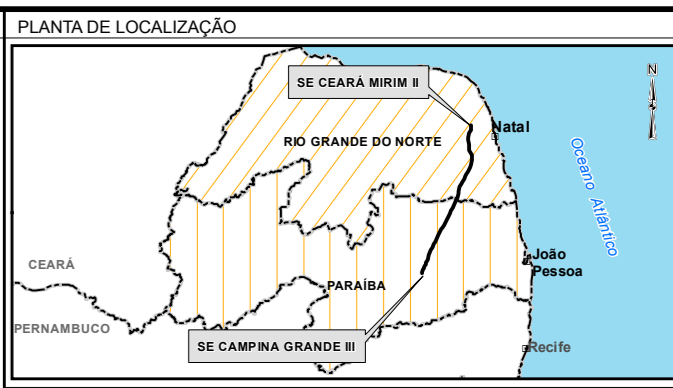 PLANTA DE LOCALIZAÇÃO
SE CEARÁ MIRIM II
N
Natal
RIO GRANDE DO NORTE
Oceano Atlântico
João
Pessoa
CEARÁ
PARAÍBA
PERNAMBUCO
SE CAMPINA GRANDE III
Recife